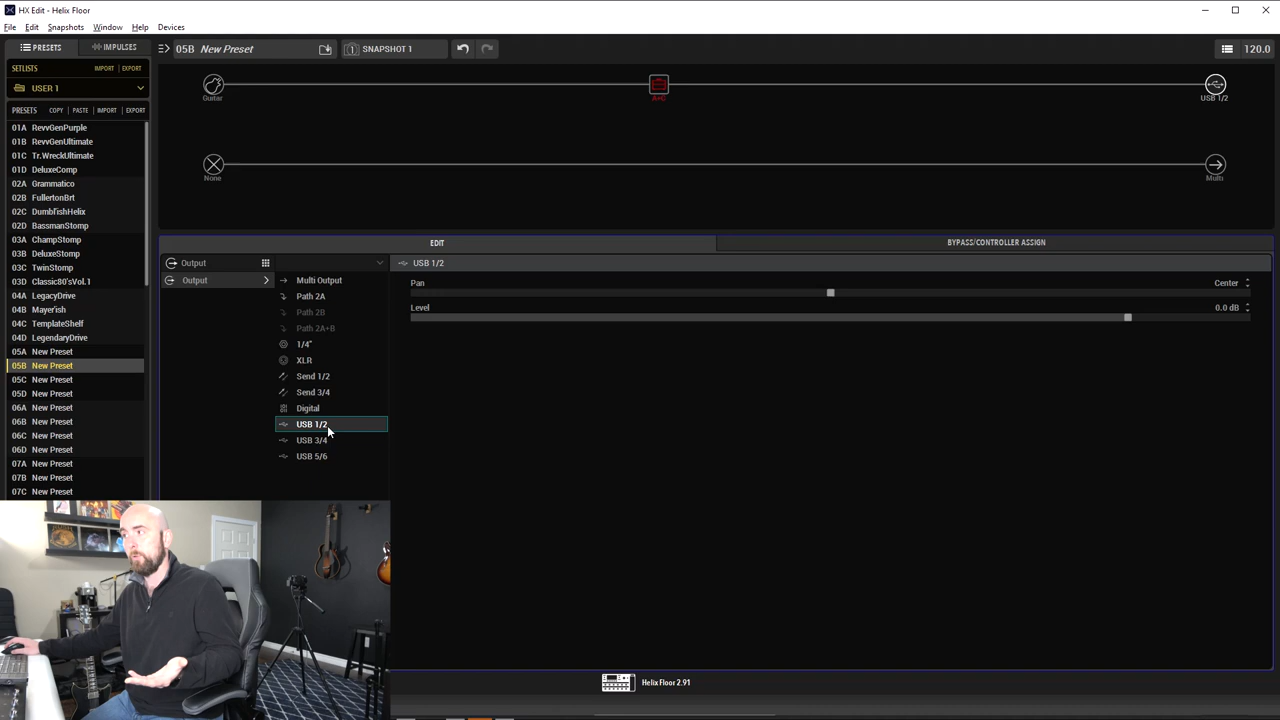 HX Edit - Helix Floor
File Edit Snapshots Window Help Devices
PRESETS IMPULSES
05B New Preset
1 SNAPSHOT 1
120.0
SETLISTS IMPORT EXPORT
USER 1
PRESETS COPY PASTE IMPORT EXPORT
01A RevvGenPurple
01B RevvGenUltimate
01C Tr.WreckUltimate
01D DeluxeComp
02A Grammatico
02B FullertonBrt
02C Dumbl'ishHelix
02D BassmanStomp
03A ChampStomp
03B DeluxeStomp
03C TwinStomp
03D Classic80'sVol.1
04A LegacyDrive
04B Mayer'ish
04C TemplateShelf
04D LegendaryDrive
05A New Preset
05B New Preset
05C New Preset
05D New Preset
06A New Preset
06B New Preset
06C New Preset
06D New Preset
07A New Preset
07B New Preset
07C New Preset
Guitar
A+C
USB 1/2
None
Multi
EDIT
BYPASS/CONTROLLER ASSIGN
Output
Output
Multi Output
Path 2A
Path 2B
Path 2A+B
1/4"
XLR
Send 1/2
Send 3/4
Digital
USB 1/2
USB 3/4
USB 5/6
USB 1/2
Pan Center
Level 0.0 dB
Helix Floor 2.91